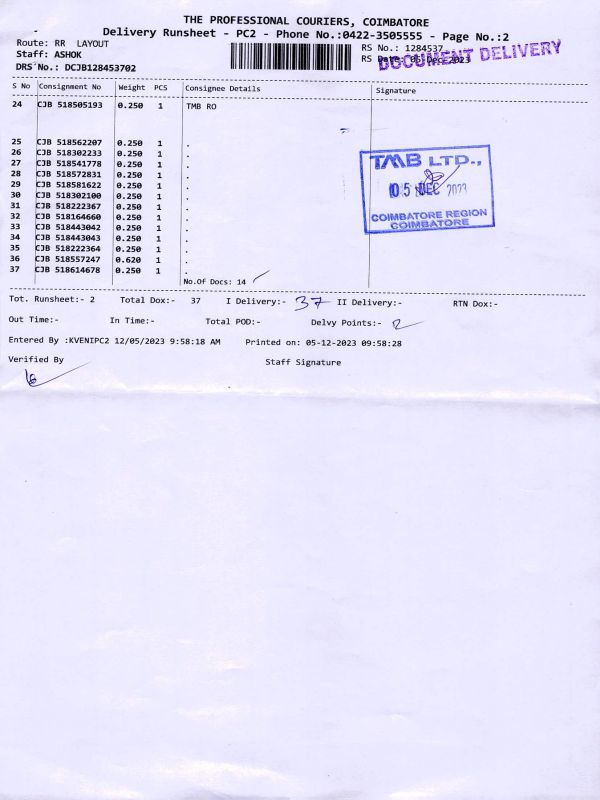 THE PROFESSIONAL COURIERS, COIMBATORE
Delivery Runsheet - PC2 - Phone No.:0422-3505555 - Page No.:2
Route: RR LAYOUT
RS No.: 1284537
Staff: ASHOK
RS Date: 05-Dec-2023
DOCUMENT DELIVERY
DRS No.: DCJB128453702
S No Consignment No Weight PCS Consignee Details Signature
24 CJB 518505193 0.250 1 TMB RO
25 CJB 518562207 0.250 1 .
26 CJB 518302233 0.250 1 .
27 CJB 518541778 0.250 1 .
28 CJB 518572831 0.250 1 .
29 CJB 518581622 0.250 1 .
30 CJB 518302100 0.250 1 .
31 CJB 518222367 0.250 1 .
32 CJB 518164660 0.250 1 .
33 CJB 518443042 0.250 1 .
34 CJB 518443043 0.250 1 .
35 CJB 518222364 0.250 1 .
36 CJB 518557247 0.620 1 .
37 CJB 518614678 0.250 1 .
TMB LTD.,
05 DEC 2023
COIMBATORE REGION
COIMBATORE
No.Of Docs: 14
Tot. Runsheet:- 2 Total Dox:- 37 I Delivery:- 37 II Delivery:- RTN Dox:-
Out Time:- In Time:- Total POD:- Delvy Points:- 2
Entered By :KVENIPC2 12/05/2023 9:58:18 AM Printed on: 05-12-2023 09:58:28
Verified By Staff Signature